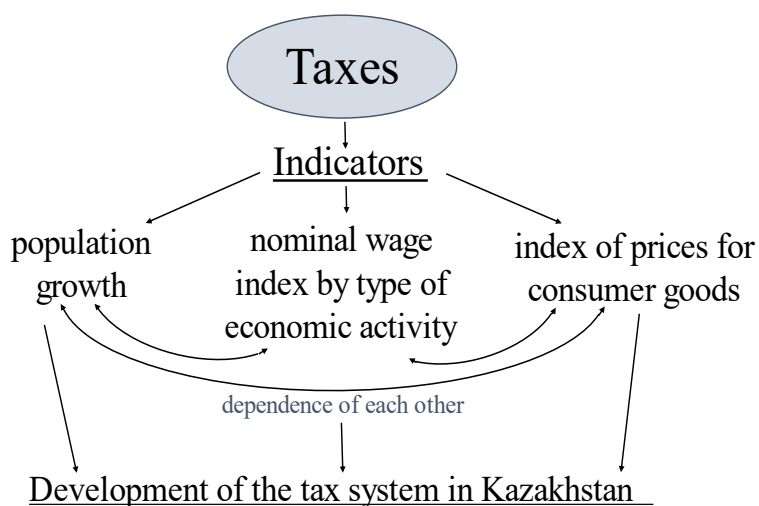 Taxes
Indicators
population
growth
nominal wage
index by type of
economic activity
index of prices for
consumer goods
dependence of each other
Development of the tax system in Kazakhstan